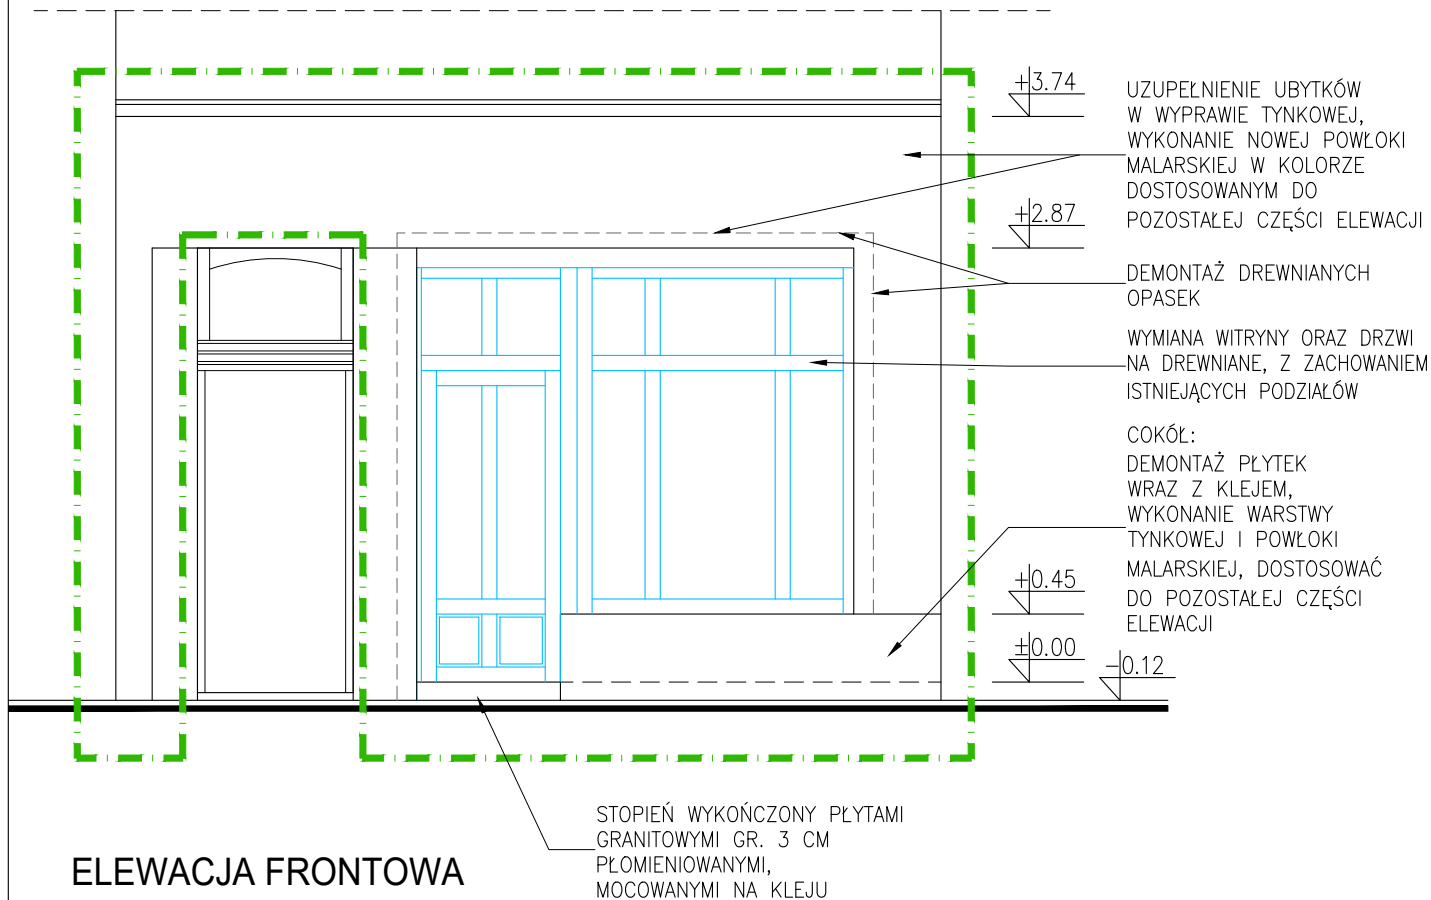 +3.74
UZUPEŁNIENIE UBYTKÓW
W WYPRAWIE TYNKOWEJ,
WYKONANIE NOWEJ POWŁOKI
MALARSKIEJ W KOLORZE
DOSTOSOWANYM DO
POZOSTAŁEJ CZĘŚCI ELEWACJI
+2.87
DEMONTAŻ DREWNIANYCH
OPASEK
WYMIANA WITRYNY ORAZ DRZWI
NA DREWNIANE, Z ZACHOWANIEM
ISTNIEJĄCYCH PODZIAŁÓW
COKÓŁ:
DEMONTAŻ PŁYTEK
WRAZ Z KLEJEM,
WYKONANIE WARSTWY
TYNKOWEJ I POWŁOKI
MALARSKIEJ, DOSTOSOWAĆ
DO POZOSTAŁEJ CZĘŚCI
ELEWACJI
+0.45
±0.00
-0.12
STOPIEŃ WYKOŃCZONY PŁYTAMI
GRANITOWYMI GR. 3 CM
PŁOMIENIOWANYMI,
MOCOWANYMI NA KLEJU
ELEWACJA FRONTOWA